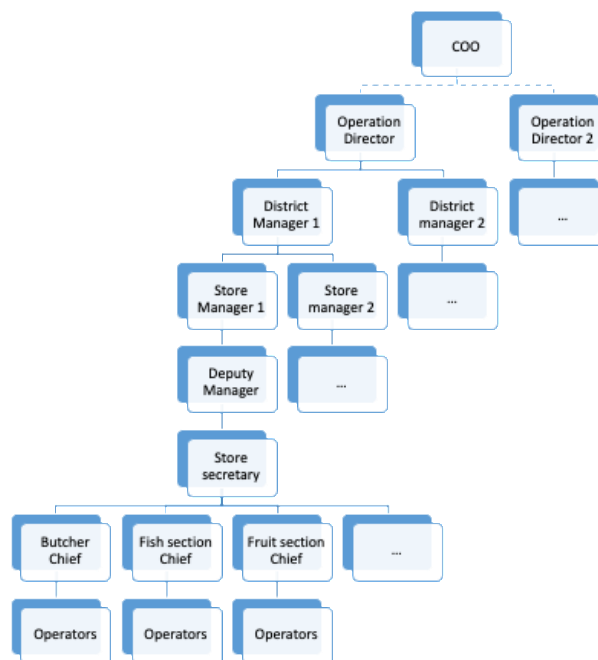 COO
Operation
Director
Operation
Director 2
District
Manager 1
District
manager 2
...
Store
Manager 1
Store
manager 2
...
Deputy
Manager
...
Store
secretary
Butcher
Chief
Fish section
Chief
Fruit section
Chief
...
Operators
Operators
Operators